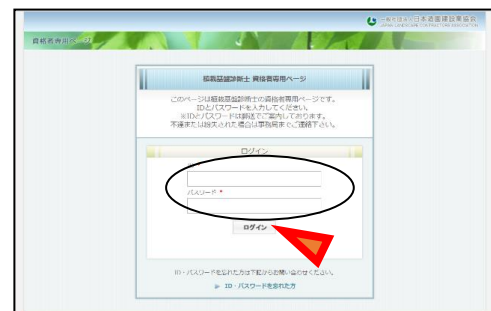 一般社団法人日本造園建設業協会
JAPAN LANDSCAPE CONTRACTORS ASSOCIATION
資格者専用ページ
植栽基盤診断士 資格者専用ページ
このページは植栽基盤診断士の資格者専用ページです。
IDとパスワードを入力してください。
※IDとパスワードは郵送でご案内しております。
不達または紛失された場合は事務局までご連絡下さい。
ログイン
パスワード *
ログイン
ID・パスワードを忘れた方は下記からお問い合わせください。
ID・パスワードを忘れた方